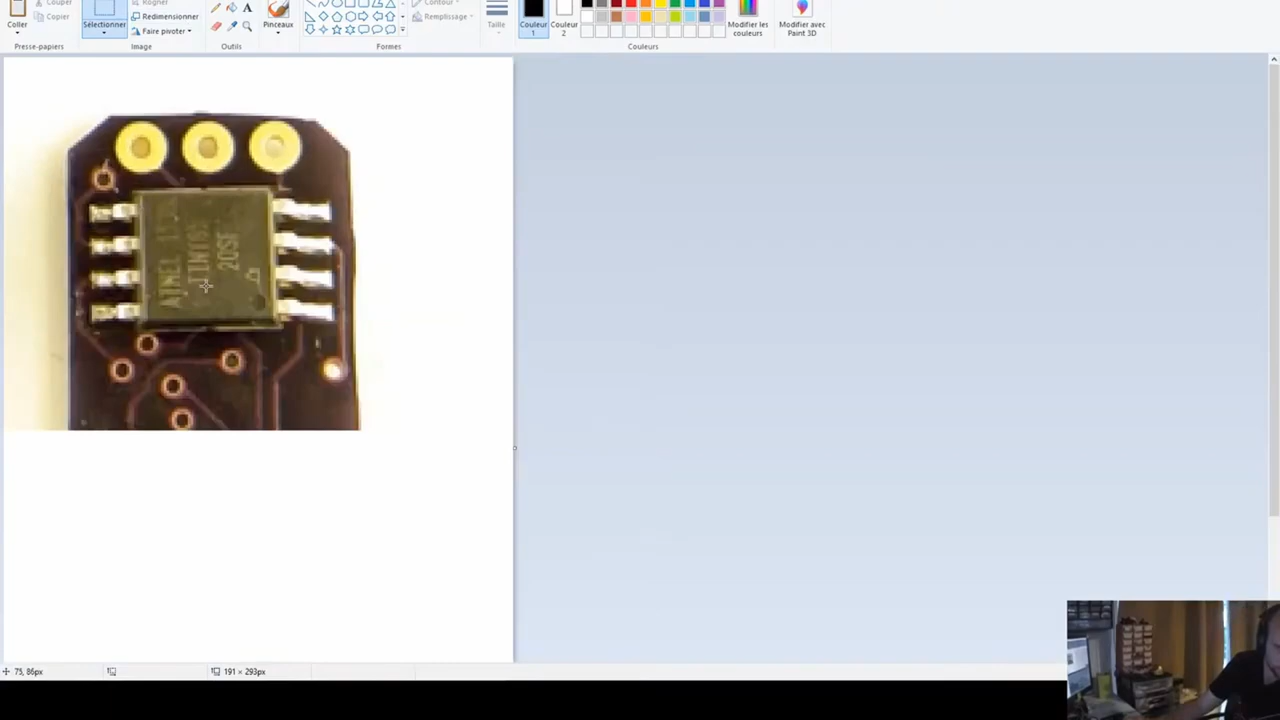 Coller
Couper
Copier
Presse-papiers
Sélectionner
Rogner
Redimensionner
Faire pivoter
Image
Outils
Pinceaux
Formes
Contour
Remplissage
Taille
Couleur
1
Couleur
2
Modifier les
couleurs
Modifier avec
Paint 3D
Couleurs
ATMEL
20SF
75, 86px
191 × 293px